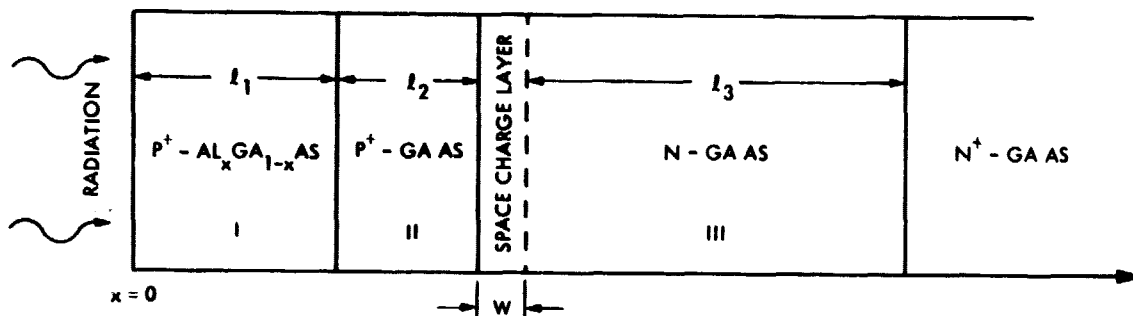 RADIATION
ℓ₁
ℓ₂
ℓ₃
P⁺ - ALₓGA₁₋ₓAS
P⁺ - GA AS
SPACE CHARGE LAYER
N - GA AS
N⁺ - GA AS
I
II
III
x = 0
W